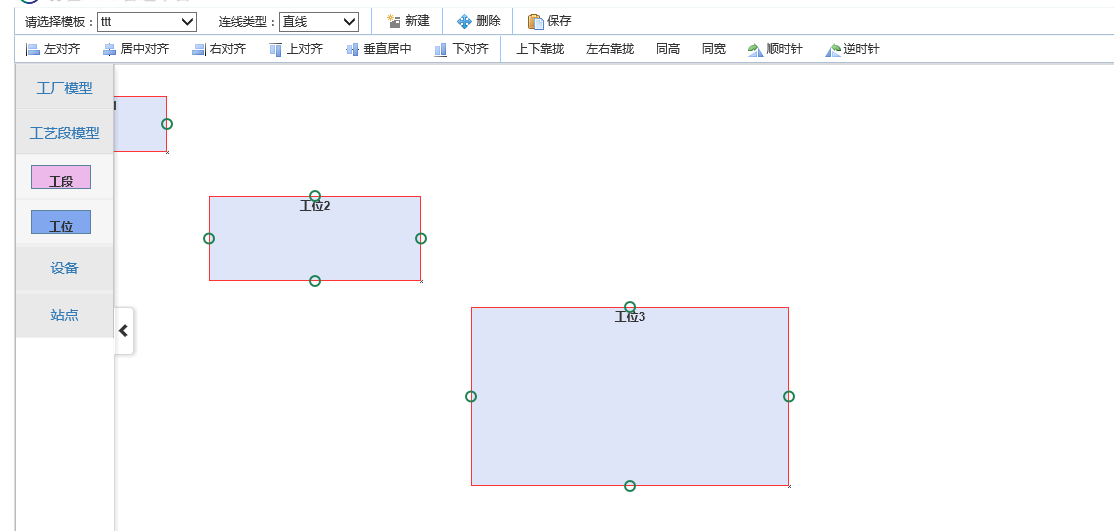 请选择模板： ttt 连线类型： 直线 新建 删除 保存
左对齐 居中对齐 右对齐 上对齐 垂直居中 下对齐 上下靠拢 左右靠拢 同高 同宽 顺时针 逆时针
工厂模型
工艺段模型
工段
工位
设备
站点
工位2
工位3